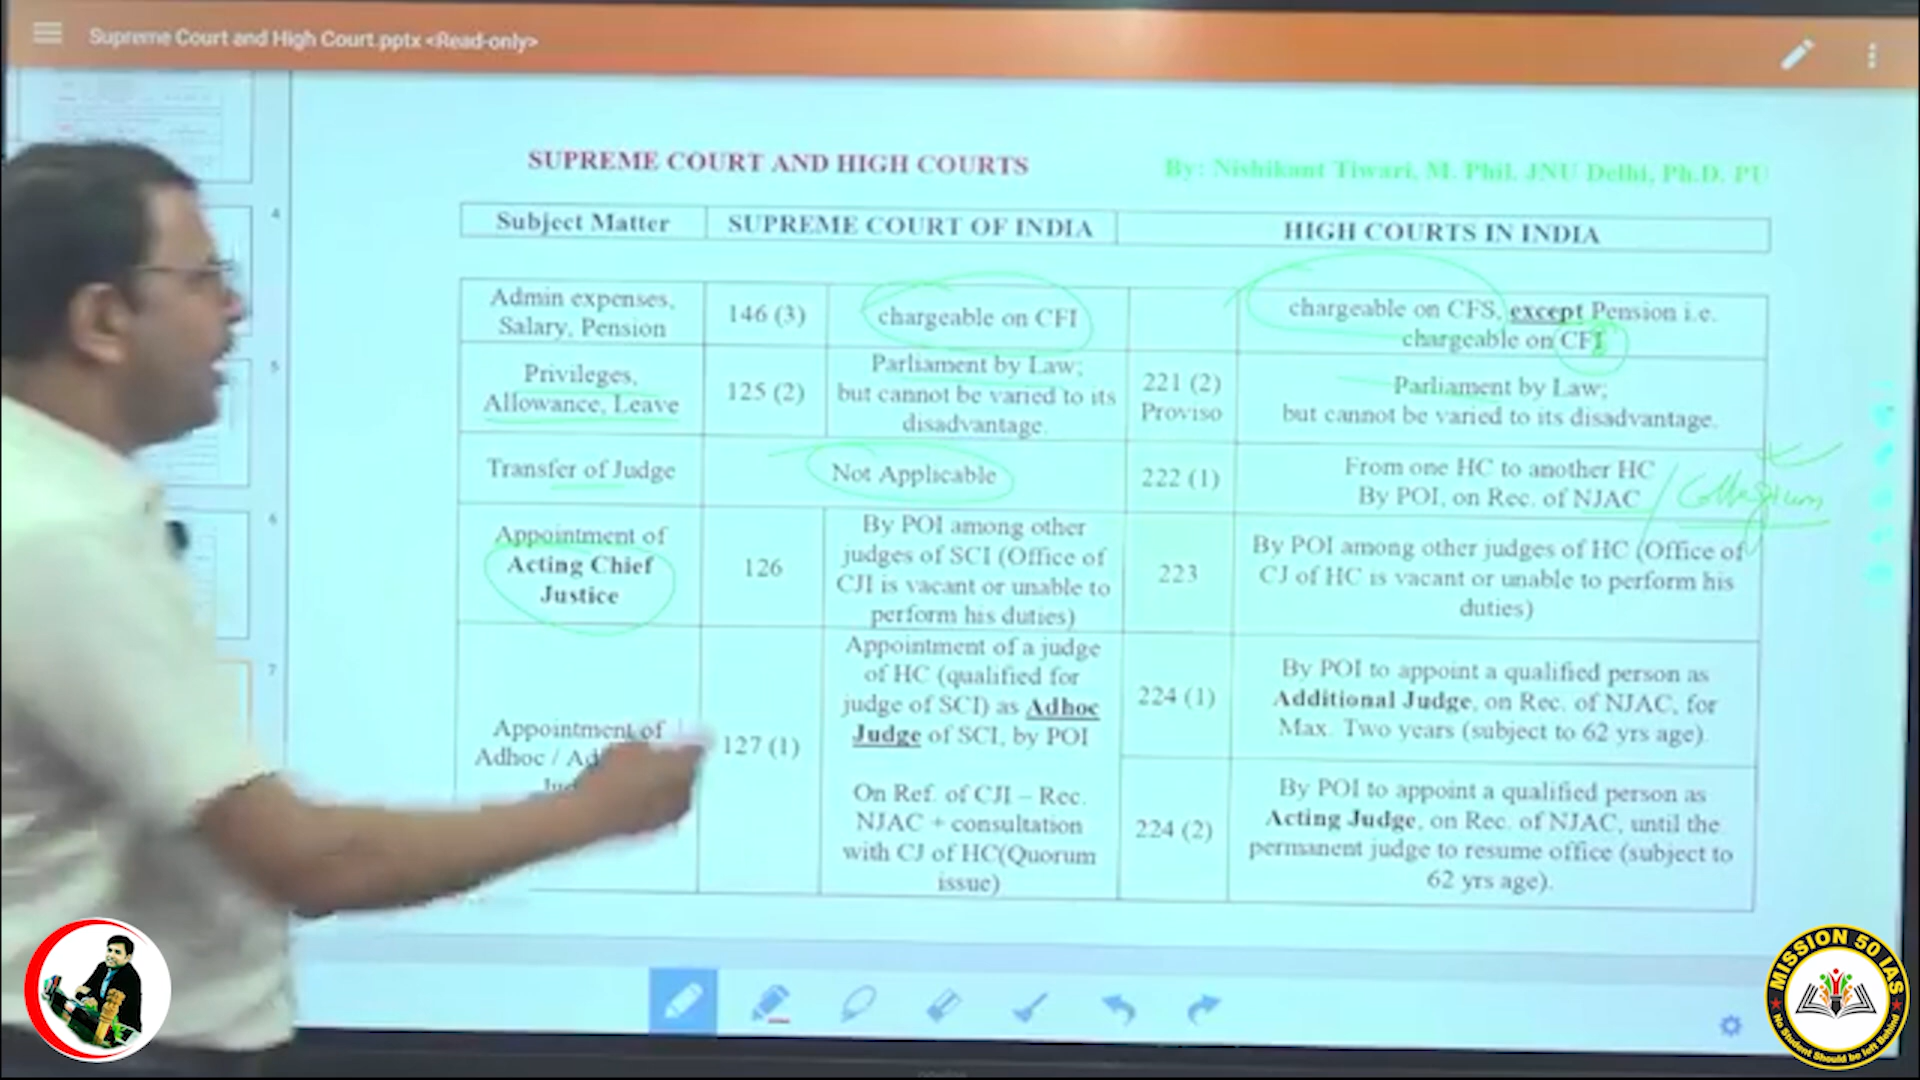 Supreme Court and High Court.pptx <Read-only>
SUPREME COURT AND HIGH COURTS
By: Nishikant Tiwari, M. Phil. JNU Delhi, Ph.D. PU
4
5
6
7
Subject Matter
SUPREME COURT OF INDIA
HIGH COURTS IN INDIA
Admin expenses,
Salary, Pension
146 (3)
chargeable on CFI
chargeable on CFS, except Pension i.e.
chargeable on CFI
Privileges,
Allowance, Leave
125 (2)
Parliament by Law;
but cannot be varied to its
disadvantage.
221 (2)
Proviso
Parliament by Law;
but cannot be varied to its disadvantage.
Transfer of Judge
Not Applicable
222 (1)
From one HC to another HC
By POI, on Rec. of NJAC
/ Collegium
Appointment of
Acting Chief
Justice
126
By POI among other
judges of SCI (Office of
CJI is vacant or unable to
perform his duties)
223
By POI among other judges of HC (Office of
CJ of HC is vacant or unable to perform his
duties)
Appointment of
Adhoc /
127 (1)
Appointment of a judge
of HC (qualified for
judge of SCI) as Adhoc
Judge of SCI, by POI
On Ref. of CJI – Rec.
NJAC + consultation
with CJ of HC(Quorum
issue)
224 (1)
By POI to appoint a qualified person as
Additional Judge, on Rec. of NJAC, for
Max. Two years (subject to 62 yrs age).
224 (2)
By POI to appoint a qualified person as
Acting Judge, on Rec. of NJAC, until the
permanent judge to resume office (subject to
62 yrs age).
MISSION 50 IAS
No Student Should be left Behind